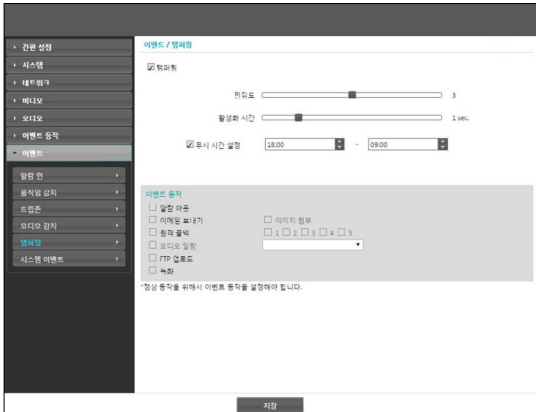 간편 설정
시스템
네트워크
비디오
오디오
이벤트 동작
이벤트
알람 인
움직임 감지
트립존
오디오 감지
탬퍼링
시스템 이벤트
이벤트 / 탬퍼링
탬퍼링
민감도 3
활성화 시간 1 sec.
무시 시간 설정 18:00 ~ 09:00
이벤트 동작
알람 아웃
이메일 보내기 이미지 첨부
원격 콜백 1 2 3 4 5
오디오 알람
FTP 업로드
녹화
*정상 동작을 위해서 이벤트 동작을 설정해야 합니다.
저장